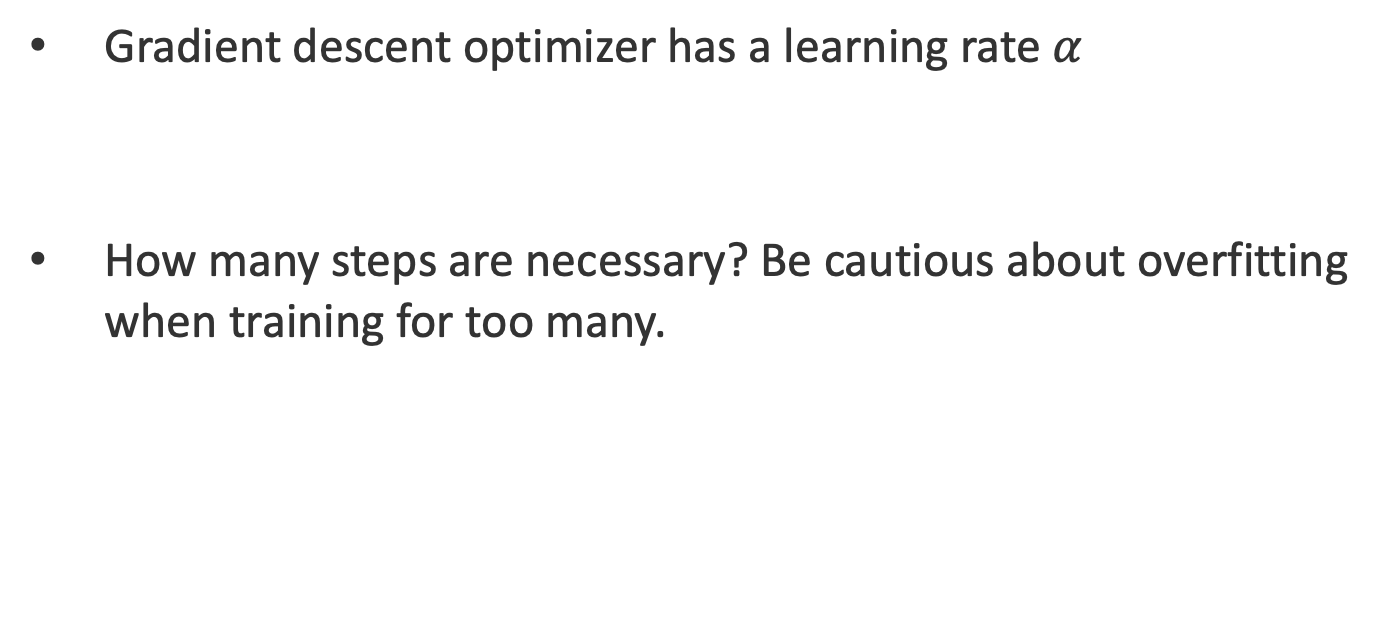 • Gradient descent optimizer has a learning rate α
• How many steps are necessary? Be cautious about overfitting
when training for too many.